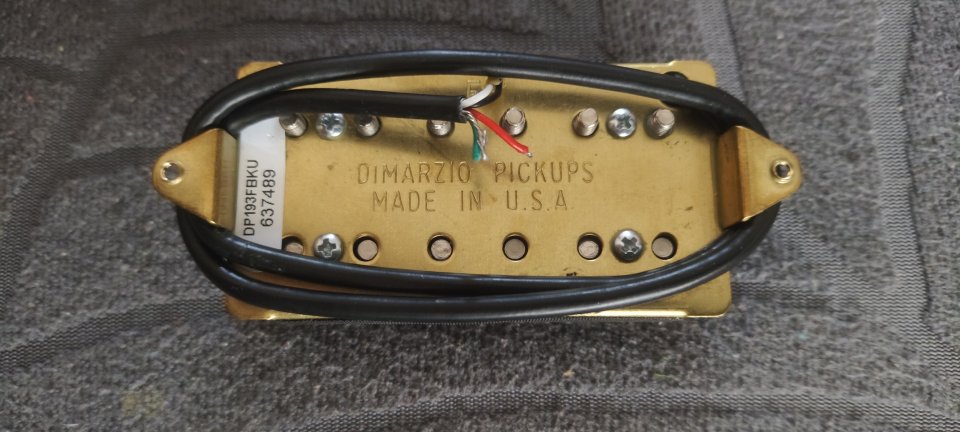 DiMARZIO PICKUPS
MADE IN U.S.A.
DP193FBKU
637489